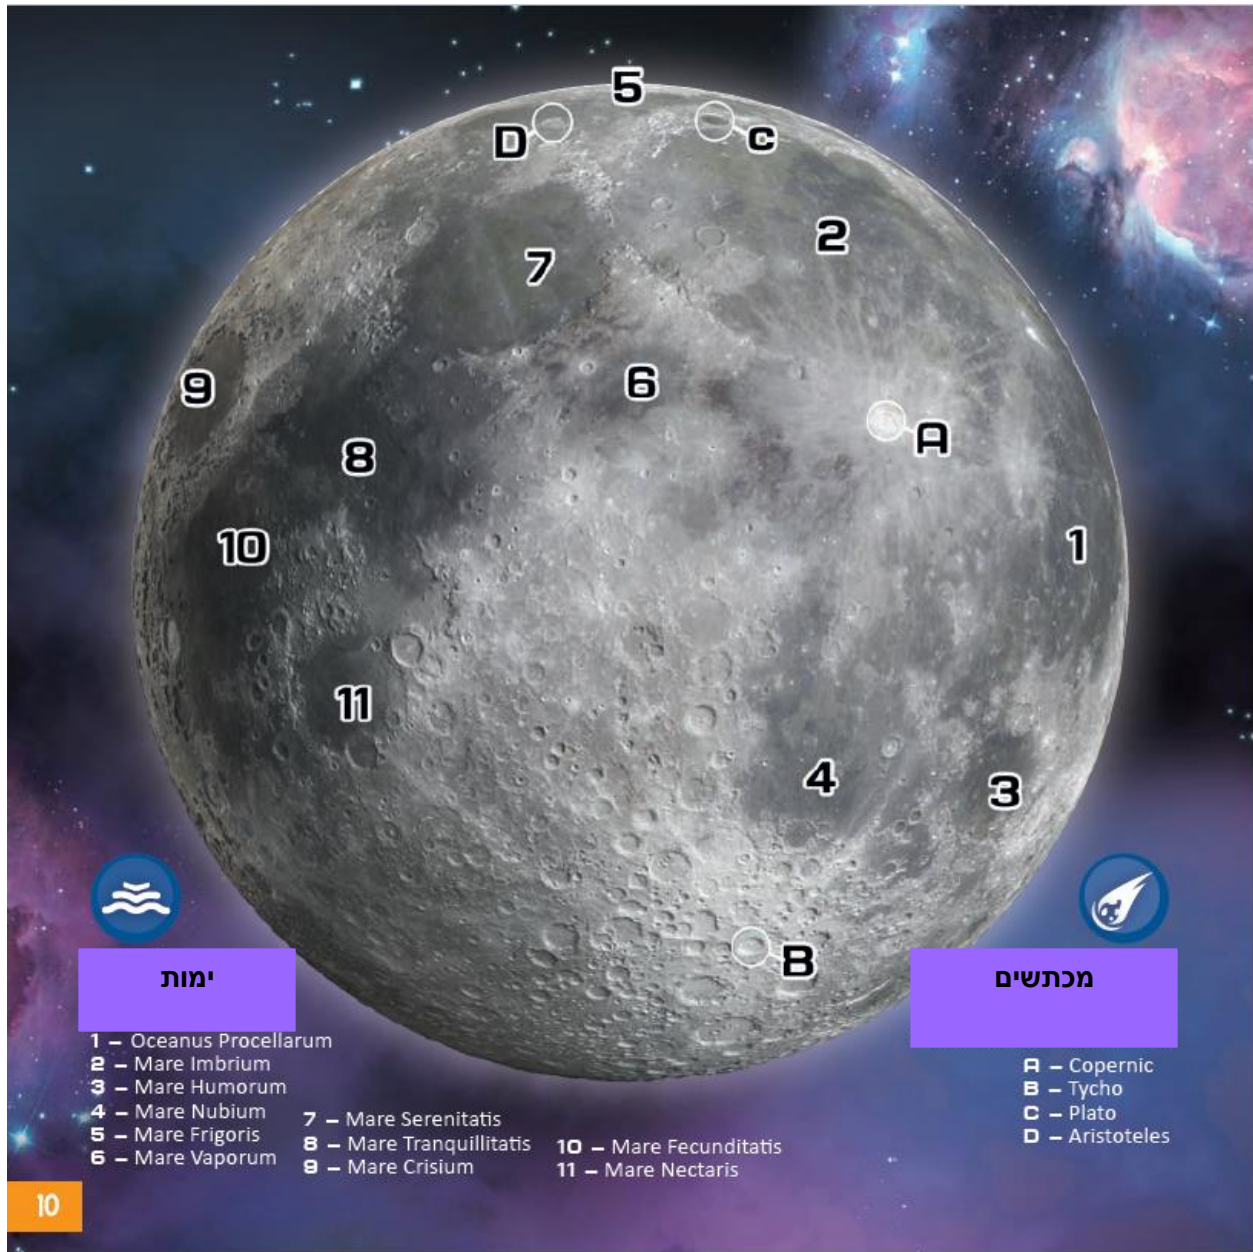 5
D
C
2
7
9
6
8
A
10
1
11
4
3
B
ימות
1 – Oceanus Procellarum
2 – Mare Imbrium
3 – Mare Humorum
4 – Mare Nubium
5 – Mare Frigoris
6 – Mare Vaporum
7 – Mare Serenitatis
8 – Mare Tranquillitatis
9 – Mare Crisium
10 – Mare Fecunditatis
11 – Mare Nectaris
מכתשים
A – Copernic
B – Tycho
C – Plato
D – Aristoteles
10